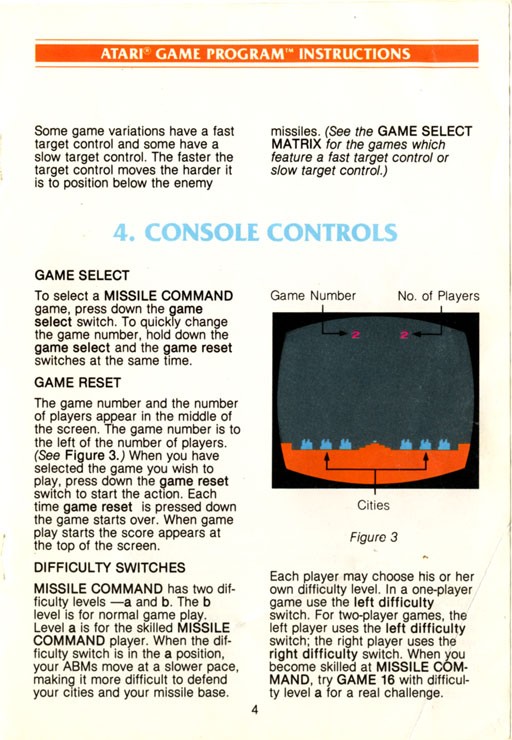 ATARI® GAME PROGRAM™ INSTRUCTIONS
Some game variations have a fast
target control and some have a
slow target control. The faster the
target control moves the harder it
is to position below the enemy
missiles. (See the GAME SELECT
MATRIX for the games which
feature a fast target control or
slow target control.)
4. CONSOLE CONTROLS
GAME SELECT
To select a MISSILE COMMAND
game, press down the game
select switch. To quickly change
the game number, hold down the
game select and the game reset
switches at the same time.
GAME RESET
The game number and the number
of players appear in the middle of
the screen. The game number is to
the left of the number of players.
(See Figure 3.) When you have
selected the game you wish to
play, press down the game reset
switch to start the action. Each
time game reset is pressed down
the game starts over. When game
play starts the score appears at
the top of the screen.
DIFFICULTY SWITCHES
MISSILE COMMAND has two dif-
ficulty levels —a and b. The b
level is for normal game play.
Level a is for the skilled MISSILE
COMMAND player. When the dif-
ficulty switch is in the a position,
your ABMs move at a slower pace,
making it more difficult to defend
your cities and your missile base.
Game Number No. of Players
2 2
Cities
Figure 3
Each player may choose his or her
own difficulty level. In a one-player
game use the left difficulty
switch. For two-player games, the
left player uses the left difficulty
switch; the right player uses the
right difficulty switch. When you
become skilled at MISSILE COM-
MAND, try GAME 16 with difficul-
ty level a for a real challenge.
4